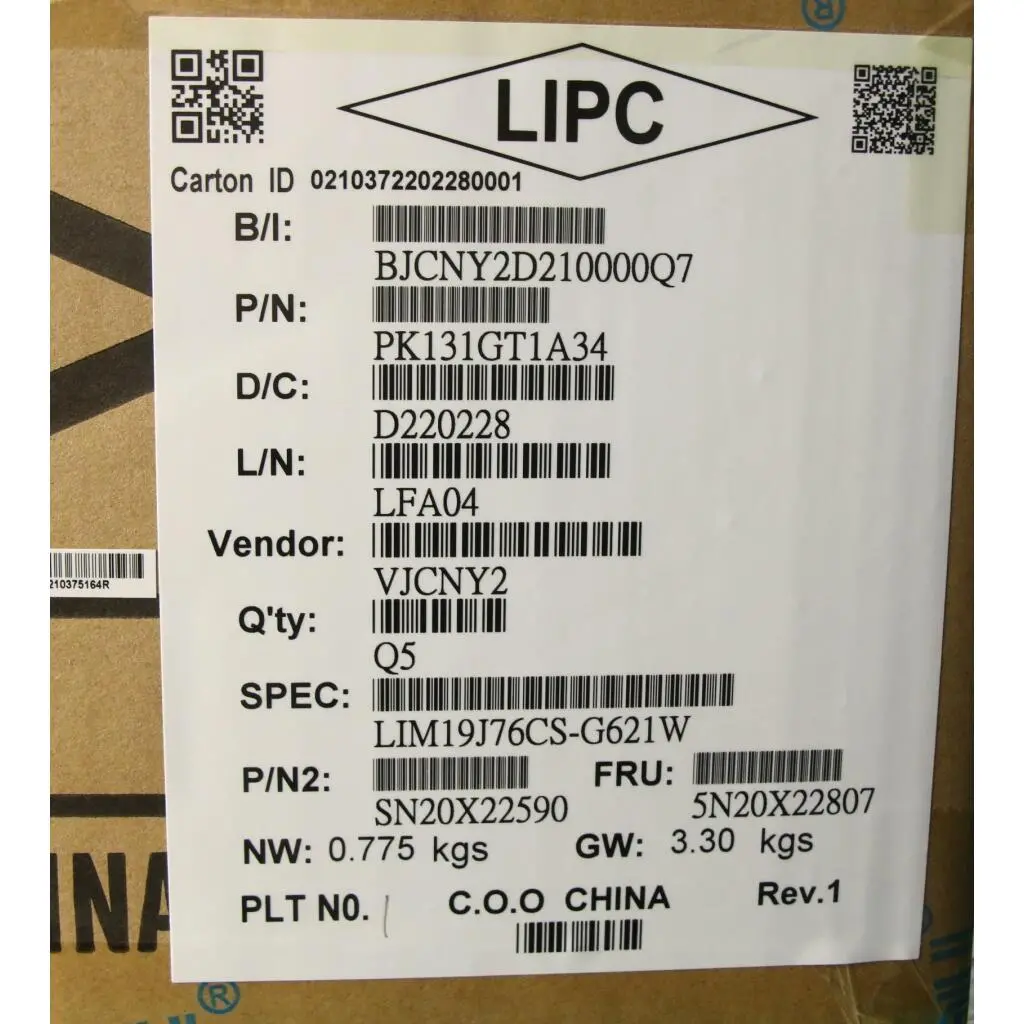 ®
LIPC
Carton ID 0210372202280001
B/I:
BJCNY2D210000Q7
P/N:
PK131GT1A34
D/C:
D220228
L/N:
LFA04
Vendor:
VJCNY2
210375164R
Q'ty:
Q5
SPEC:
LIM19J76CS-G621W
P/N2:
SN20X22590
FRU:
5N20X22807
NW: 0.775 kgs GW: 3.30 kgs
INA
PLT N0. C.O.O CHINA Rev.1
®